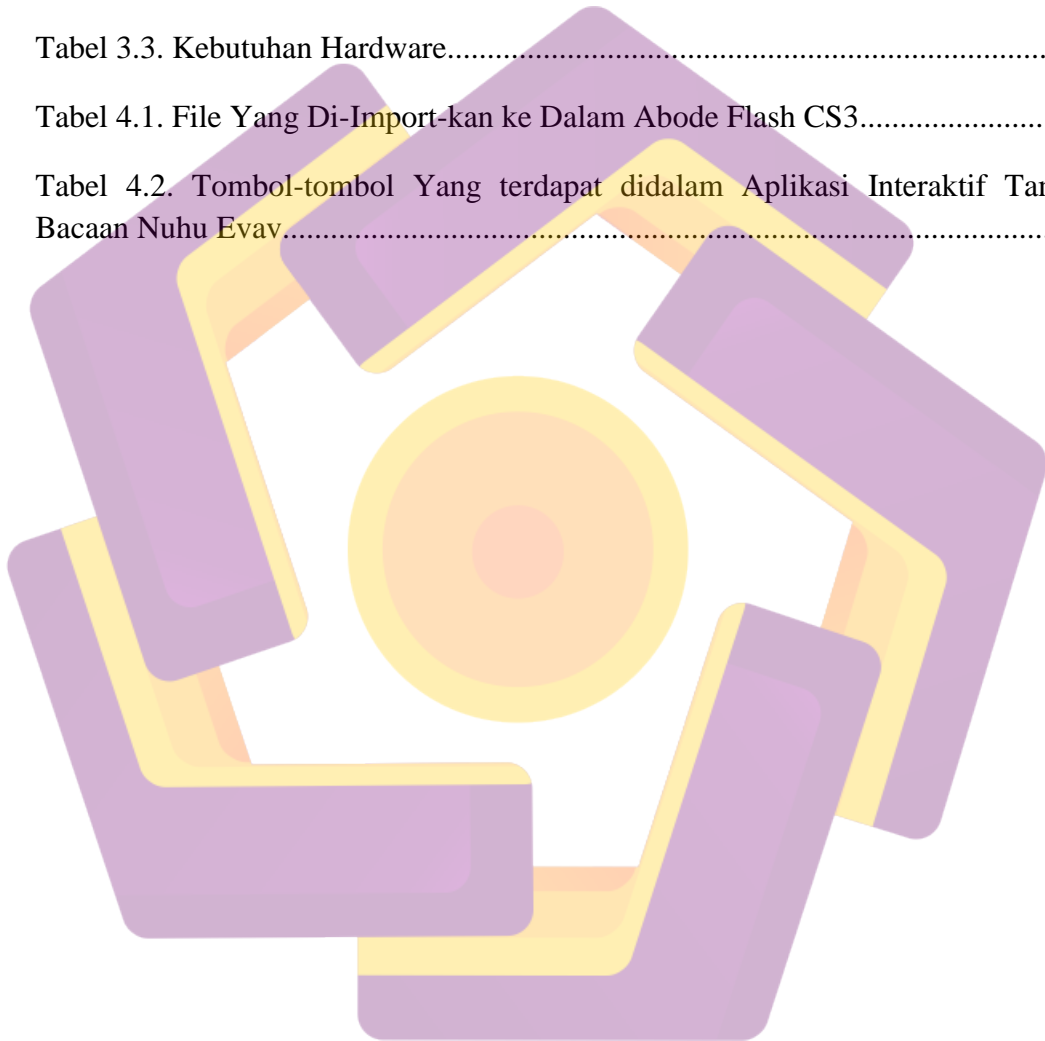 Tabel 3.3. Kebutuhan Hardware...........................................................................
Tabel 4.1. File Yang Di-Import-kan ke Dalam Abode Flash CS3.......................
Tabel 4.2. Tombol-tombol Yang terdapat didalam Aplikasi Interaktif
Bacaan Nuhu Evav...............................................................................................